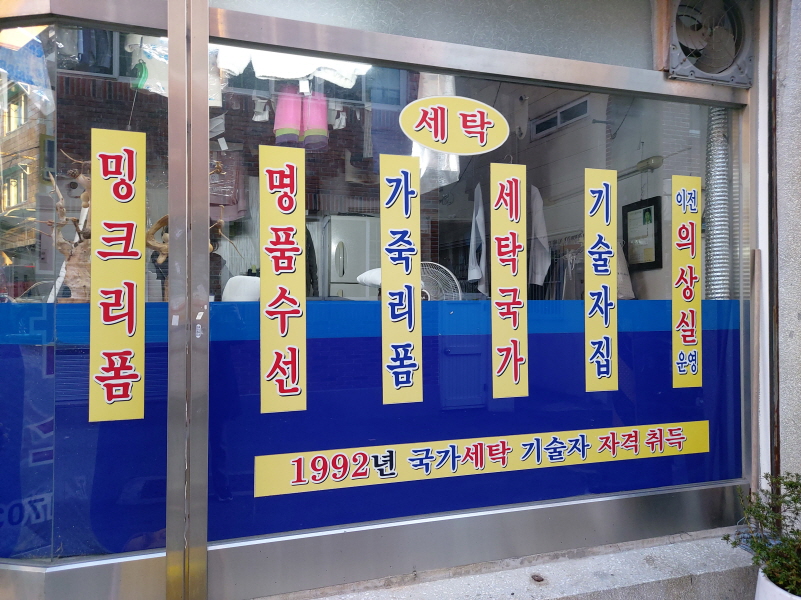 세탁
밍크리폼
명품수선
가죽리폼
세탁국가
기술자집
이전 의상실 운영
1992년 국가세탁 기술자 자격취득